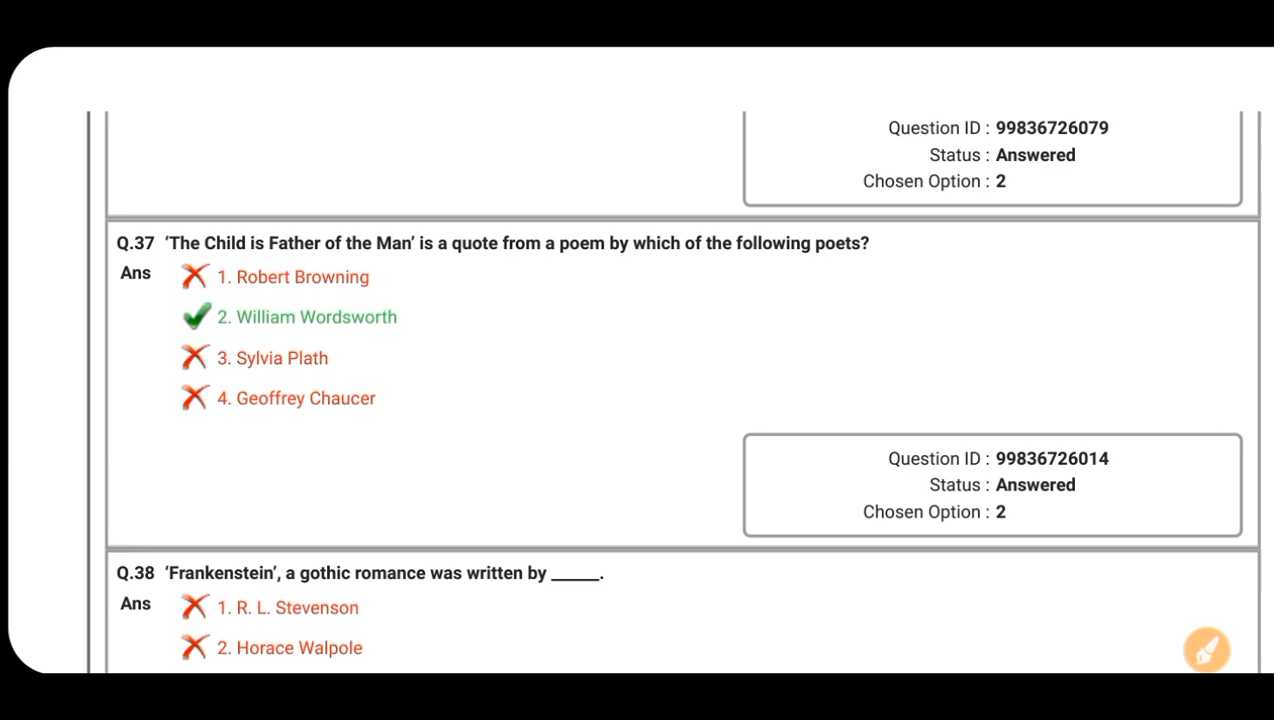 Question ID : 99836726079
Status : Answered
Chosen Option : 2
Q.37 ‘The Child is Father of the Man’ is a quote from a poem by which of the following poets?
Ans 1. Robert Browning
2. William Wordsworth
3. Sylvia Plath
4. Geoffrey Chaucer
Question ID : 99836726014
Status : Answered
Chosen Option : 2
Q.38 ‘Frankenstein’, a gothic romance was written by ______.
Ans 1. R. L. Stevenson
2. Horace Walpole